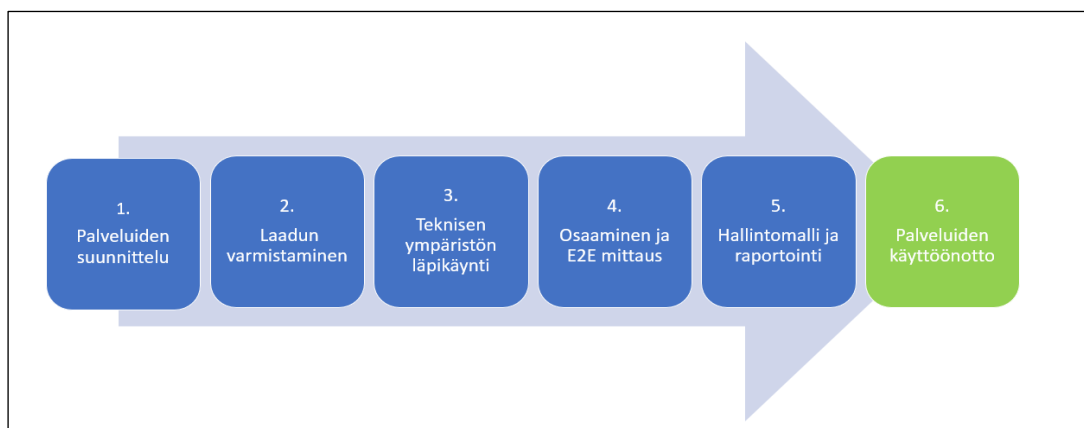 1.
Palveluiden
suunnittelu
2.
Laadun
varmistaminen
3.
Teknisen
ympäristön
läpikäynti
4.
Osaaminen ja
E2E mittaus
5.
Hallintomalli ja
raportointi
6.
Palveluiden
käyttöönotto